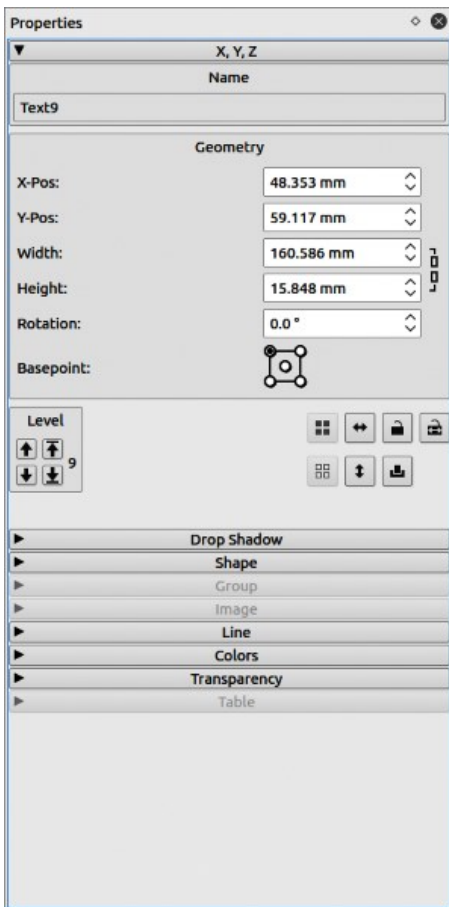 Properties
X, Y, Z
Name
Text9
Geometry
X-Pos: 48.353 mm
Y-Pos: 59.117 mm
Width: 160.586 mm
Height: 15.848 mm
Rotation: 0.0 °
Basepoint:
Level
9
Drop Shadow
Shape
Group
Image
Line
Colors
Transparency
Table